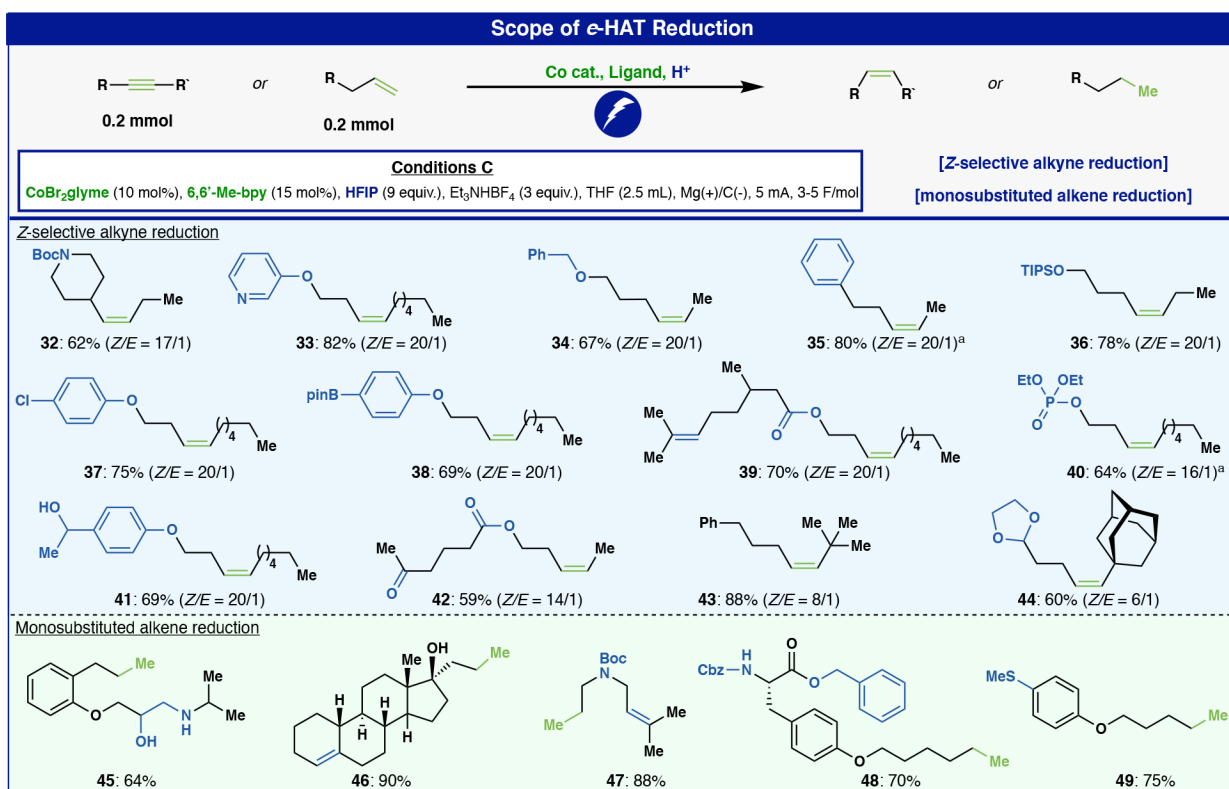 Scope of e-HAT Reduction
R R`
or
R
Co cat., Ligand, H⁺
R R`
or
R Me
0.2 mmol
0.2 mmol
Conditions C
CoBr₂glyme (10 mol%), 6,6'-Me-bpy (15 mol%), HFIP (9 equiv.), Et₃NHBF₄ (3 equiv.), THF (2.5 mL), Mg(+)/C(-), 5 mA, 3-5 F/mol
[Z-selective alkyne reduction]
[monosubstituted alkene reduction]
Z-selective alkyne reduction
BocN Me
N O ( )₄ Me
Ph O Me
Me
TIPSO Me
32: 62% (Z/E = 17/1)
33: 82% (Z/E = 20/1)
34: 67% (Z/E = 20/1)
35: 80% (Z/E = 20/1)ᵃ
36: 78% (Z/E = 20/1)
Cl O ( )₄ Me
pinB O ( )₄ Me
Me Me Me O O ( )₄ Me
EtO OEt P O O ( )₄ Me
37: 75% (Z/E = 20/1)
38: 69% (Z/E = 20/1)
39: 70% (Z/E = 20/1)
40: 64% (Z/E = 16/1)ᵃ
HO Me O ( )₄ Me
Me O O O Me
Ph Me Me Me
O O
41: 69% (Z/E = 20/1)
42: 59% (Z/E = 14/1)
43: 88% (Z/E = 8/1)
44: 60% (Z/E = 6/1)
Monosubstituted alkene reduction
Me O OH N H Me Me
Me OH Me H H H H
Boc N Me Me Me
Cbz N H O O O Me
MeS O Me
45: 64%
46: 90%
47: 88%
48: 70%
49: 75%